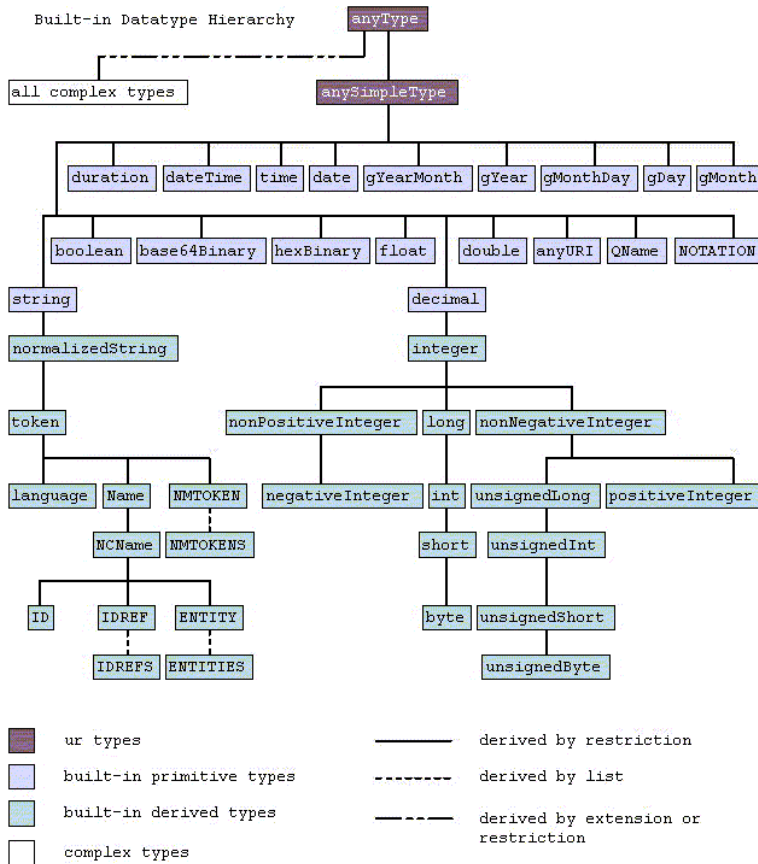 Built-in Datatype Hierarchy
anyType
all complex types
anySimpleType
duration
dateTime
time
date
gYearMonth
gYear
gMonthDay
gDay
gMonth
boolean
base64Binary
hexBinary
float
double
anyURI
QName
NOTATION
string
decimal
normalizedString
integer
token
nonPositiveInteger
long
nonNegativeInteger
language
Name
NMTOKEN
negativeInteger
int
unsignedLong
positiveInteger
NCName
NMTOKENS
short
unsignedInt
ID
IDREF
ENTITY
byte
unsignedShort
IDREFS
ENTITIES
unsignedByte
ur types
derived by restriction
built-in primitive types
derived by list
built-in derived types
derived by extension or
restriction
complex types